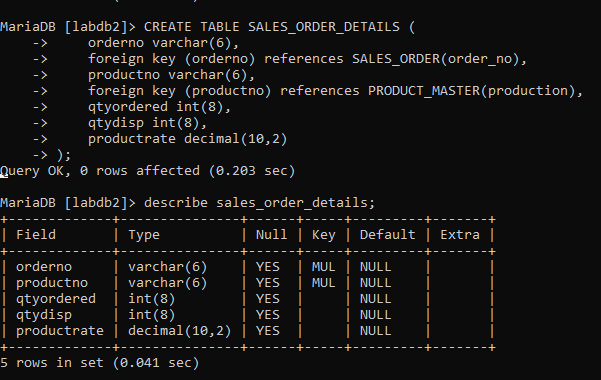 MariaDB [labdb2]> CREATE TABLE SALES_ORDER_DETAILS (
    ->     orderno varchar(6),
    ->     foreign key (orderno) references SALES_ORDER(order_no),
    ->     productno varchar(6),
    ->     foreign key (productno) references PRODUCT_MASTER(production),
    ->     qtyordered int(8),
    ->     qtydisp int(8),
    ->     productrate decimal(10,2)
    -> );
Query OK, 0 rows affected (0.203 sec)
MariaDB [labdb2]> describe sales_order_details;
+-------------+---------------+------+-----+---------+-------+
| Field       | Type          | Null | Key | Default | Extra |
+-------------+---------------+------+-----+---------+-------+
| orderno     | varchar(6)    | YES  | MUL | NULL    |       |
| productno   | varchar(6)    | YES  | MUL | NULL    |       |
| qtyordered  | int(8)        | YES  |     | NULL    |       |
| qtydisp     | int(8)        | YES  |     | NULL    |       |
| productrate | decimal(10,2) | YES  |     | NULL    |       |
+-------------+---------------+------+-----+---------+-------+
5 rows in set (0.041 sec)